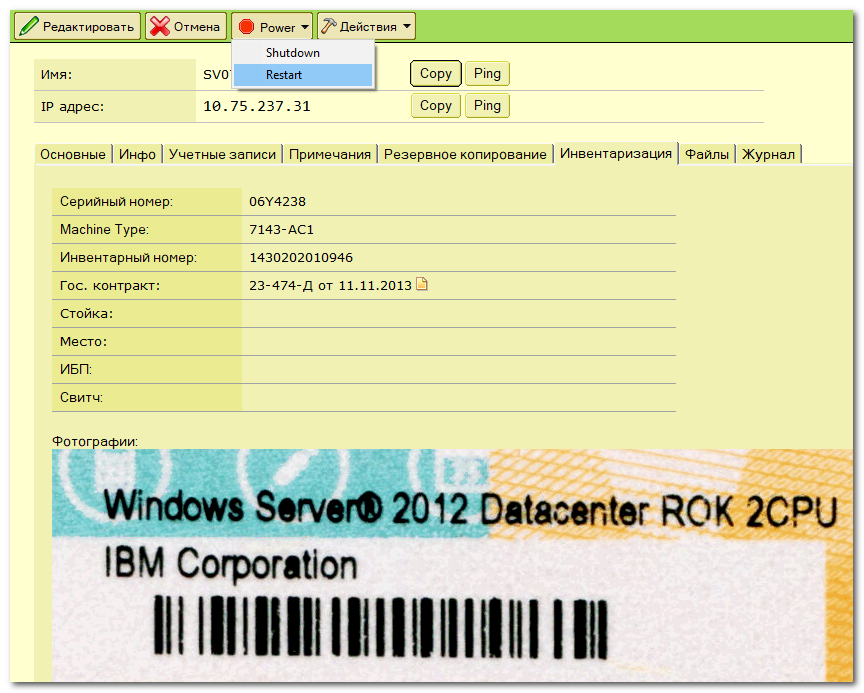 Редактировать Отмена Power Действия
Shutdown
Restart
Имя: SV0 Copy Ping
IP адрес: 10.75.237.31 Copy Ping
Основные Инфо Учетные записи Примечания Резервное копирование Инвентаризация Файлы Журнал
Серийный номер: 06Y4238
Machine Type: 7143-AC1
Инвентарный номер: 1430202010946
Гос. контракт: 23-474-Д от 11.11.2013
Стойка:
Место:
ИБП:
Свитч:
Фотографии:
Windows Server® 2012 Datacenter ROK 2CPU
IBM Corporation